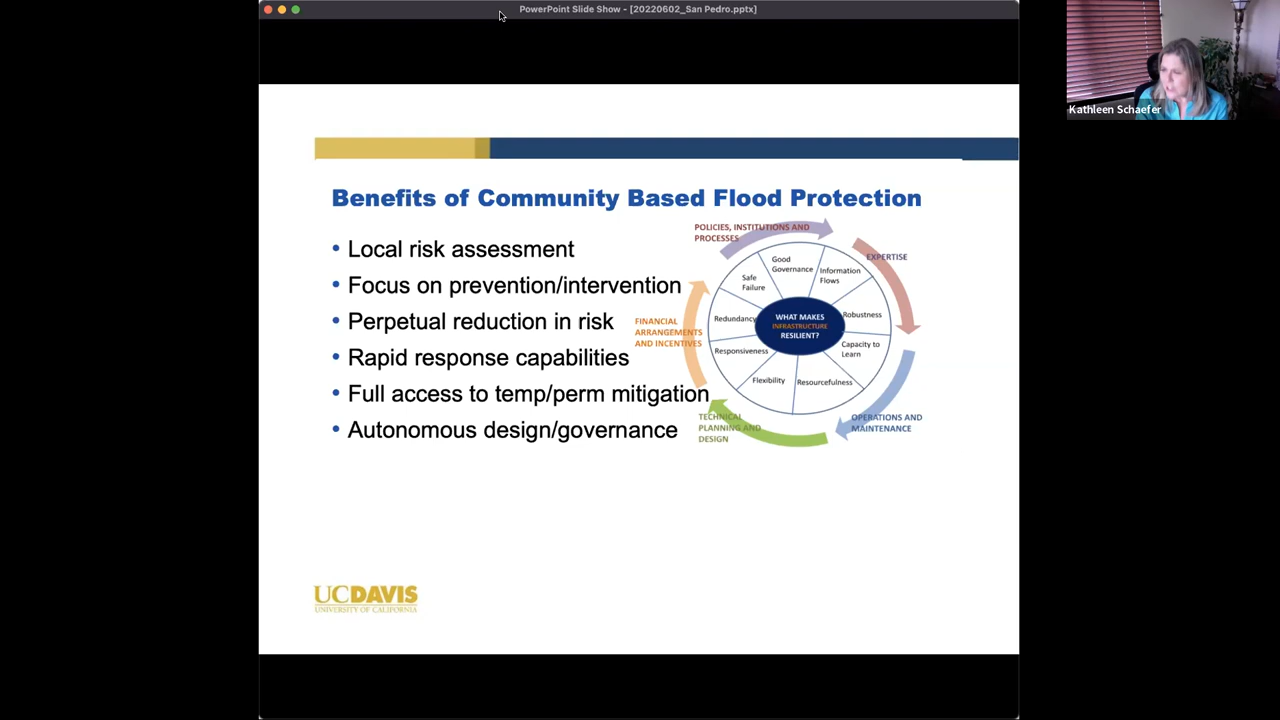 PowerPoint Slide Show - [20220602_San Pedro.pptx]
Kathleen Schaefer
Benefits of Community Based Flood Protection
• Local risk assessment
• Focus on prevention/intervention
• Perpetual reduction in risk
• Rapid response capabilities
• Full access to temp/perm mitigation
• Autonomous design/governance
POLICIES, INSTITUTIONS AND
PROCESSES
EXPERTISE
OPERATIONS AND
MAINTENANCE
TECHNICAL
PLANNING AND
DESIGN
FINANCIAL
ARRANGEMENTS
AND INCENTIVES
Good
Governance
Information
Flows
Robustness
Capacity to
Learn
Resourcefulness
Flexibility
Responsiveness
Redundancy
Safe
Failure
WHAT MAKES
INFRASTRUCTURE
RESILIENT?
UCDAVIS
UNIVERSITY OF CALIFORNIA